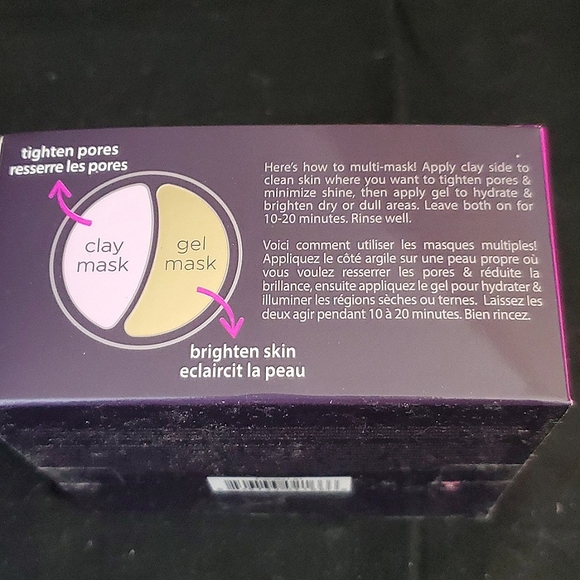 tighten pores
resserre les pores
clay
mask
gel
mask
brighten skin
eclaircit la peau
Here's how to multi-mask! Apply clay side to
clean skin where you want to tighten pores &
minimize shine, then apply gel to hydrate &
brighten dry or dull areas. Leave both on for
10-20 minutes. Rinse well.
Voici comment utiliser les masques multiples!
Appliquez le côté argile sur une peau propre où
vous voulez resserrer les pores & réduite la
brillance, ensuite appliquez le gel pour hydrater &
illuminer les régions sèches ou ternes. Laissez les
deux agir pendant 10 à 20 minutes. Bien rincez.